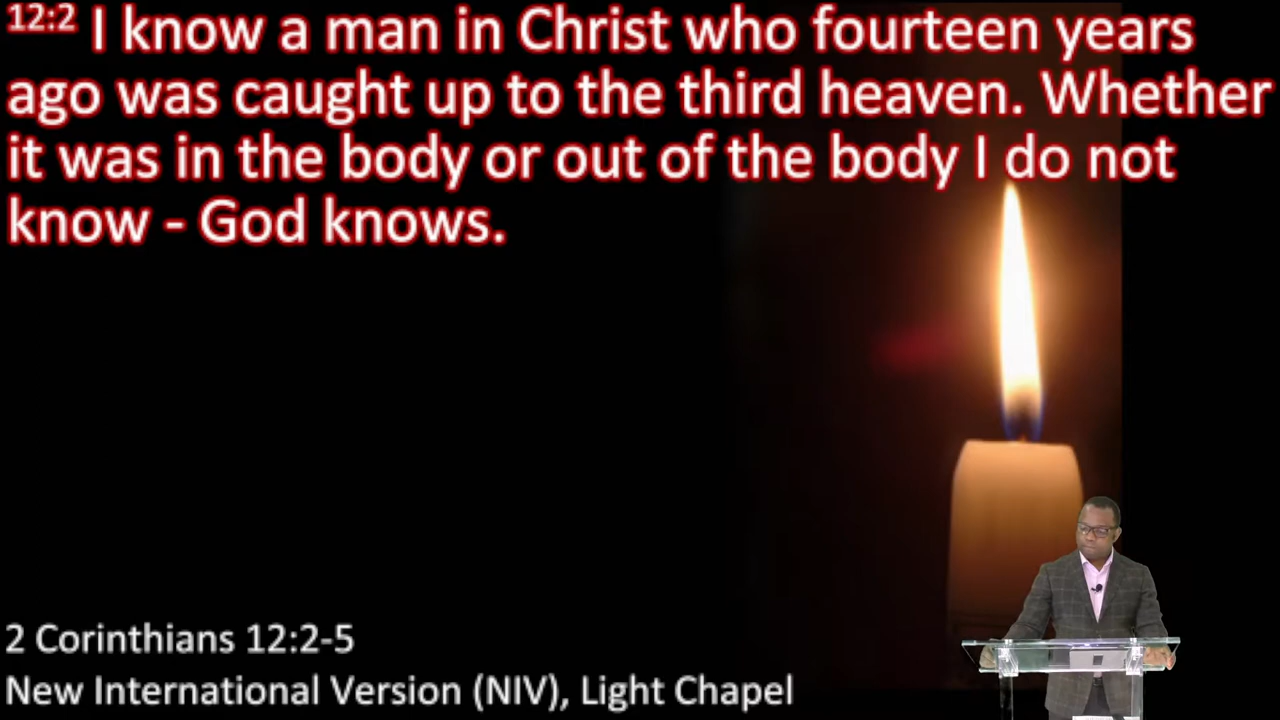 12:2 I know a man in Christ who fourteen years
ago was caught up to the third heaven. Whether
it was in the body or out of the body I do not
know - God knows.
2 Corinthians 12:2-5
New International Version (NIV), Light Chapel